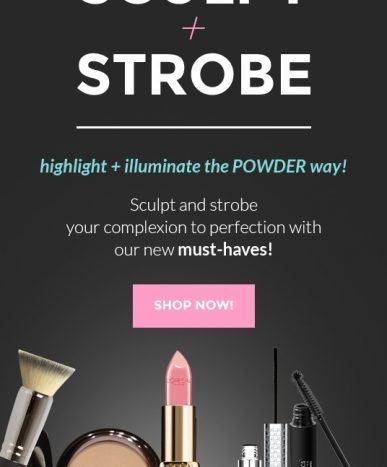 SCULPT
+
STROBE
highlight + illuminate the POWDER way!
Sculpt and strobe
your complexion to perfection with
our new must-haves!
SHOP NOW!